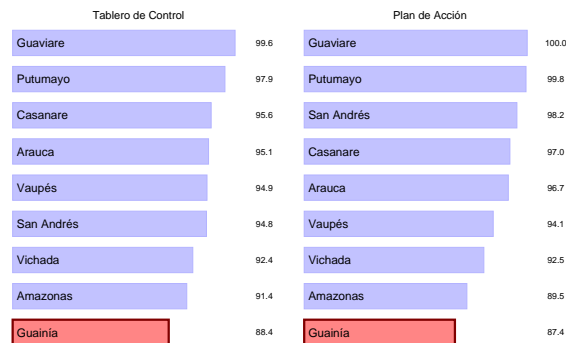 Tablero de Control
Guaviare 99.6
Putumayo 97.9
Casanare 95.6
Arauca 95.1
Vaupés 94.9
San Andrés 94.8
Vichada 92.4
Amazonas 91.4
Guainía 88.4
Plan de Acción
Guaviare 100.0
Putumayo 99.8
San Andrés 98.2
Casanare 97.0
Arauca 96.7
Vaupés 94.1
Vichada 92.5
Amazonas 89.5
Guainía 87.4